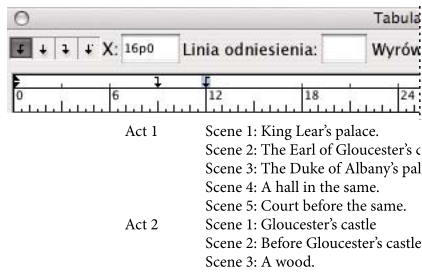 Tabula
X: 16p0 Linia odniesienia: Wyrów
0 6 12 18 24
Act 1 Scene 1: King Lear's palace.
Scene 2: The Earl of Gloucester's c
Scene 3: The Duke of Albany's pal
Scene 4: A hall in the same.
Scene 5: Court before the same.
Act 2 Scene 1: Gloucester's castle
Scene 2: Before Gloucester's castle
Scene 3: A wood.